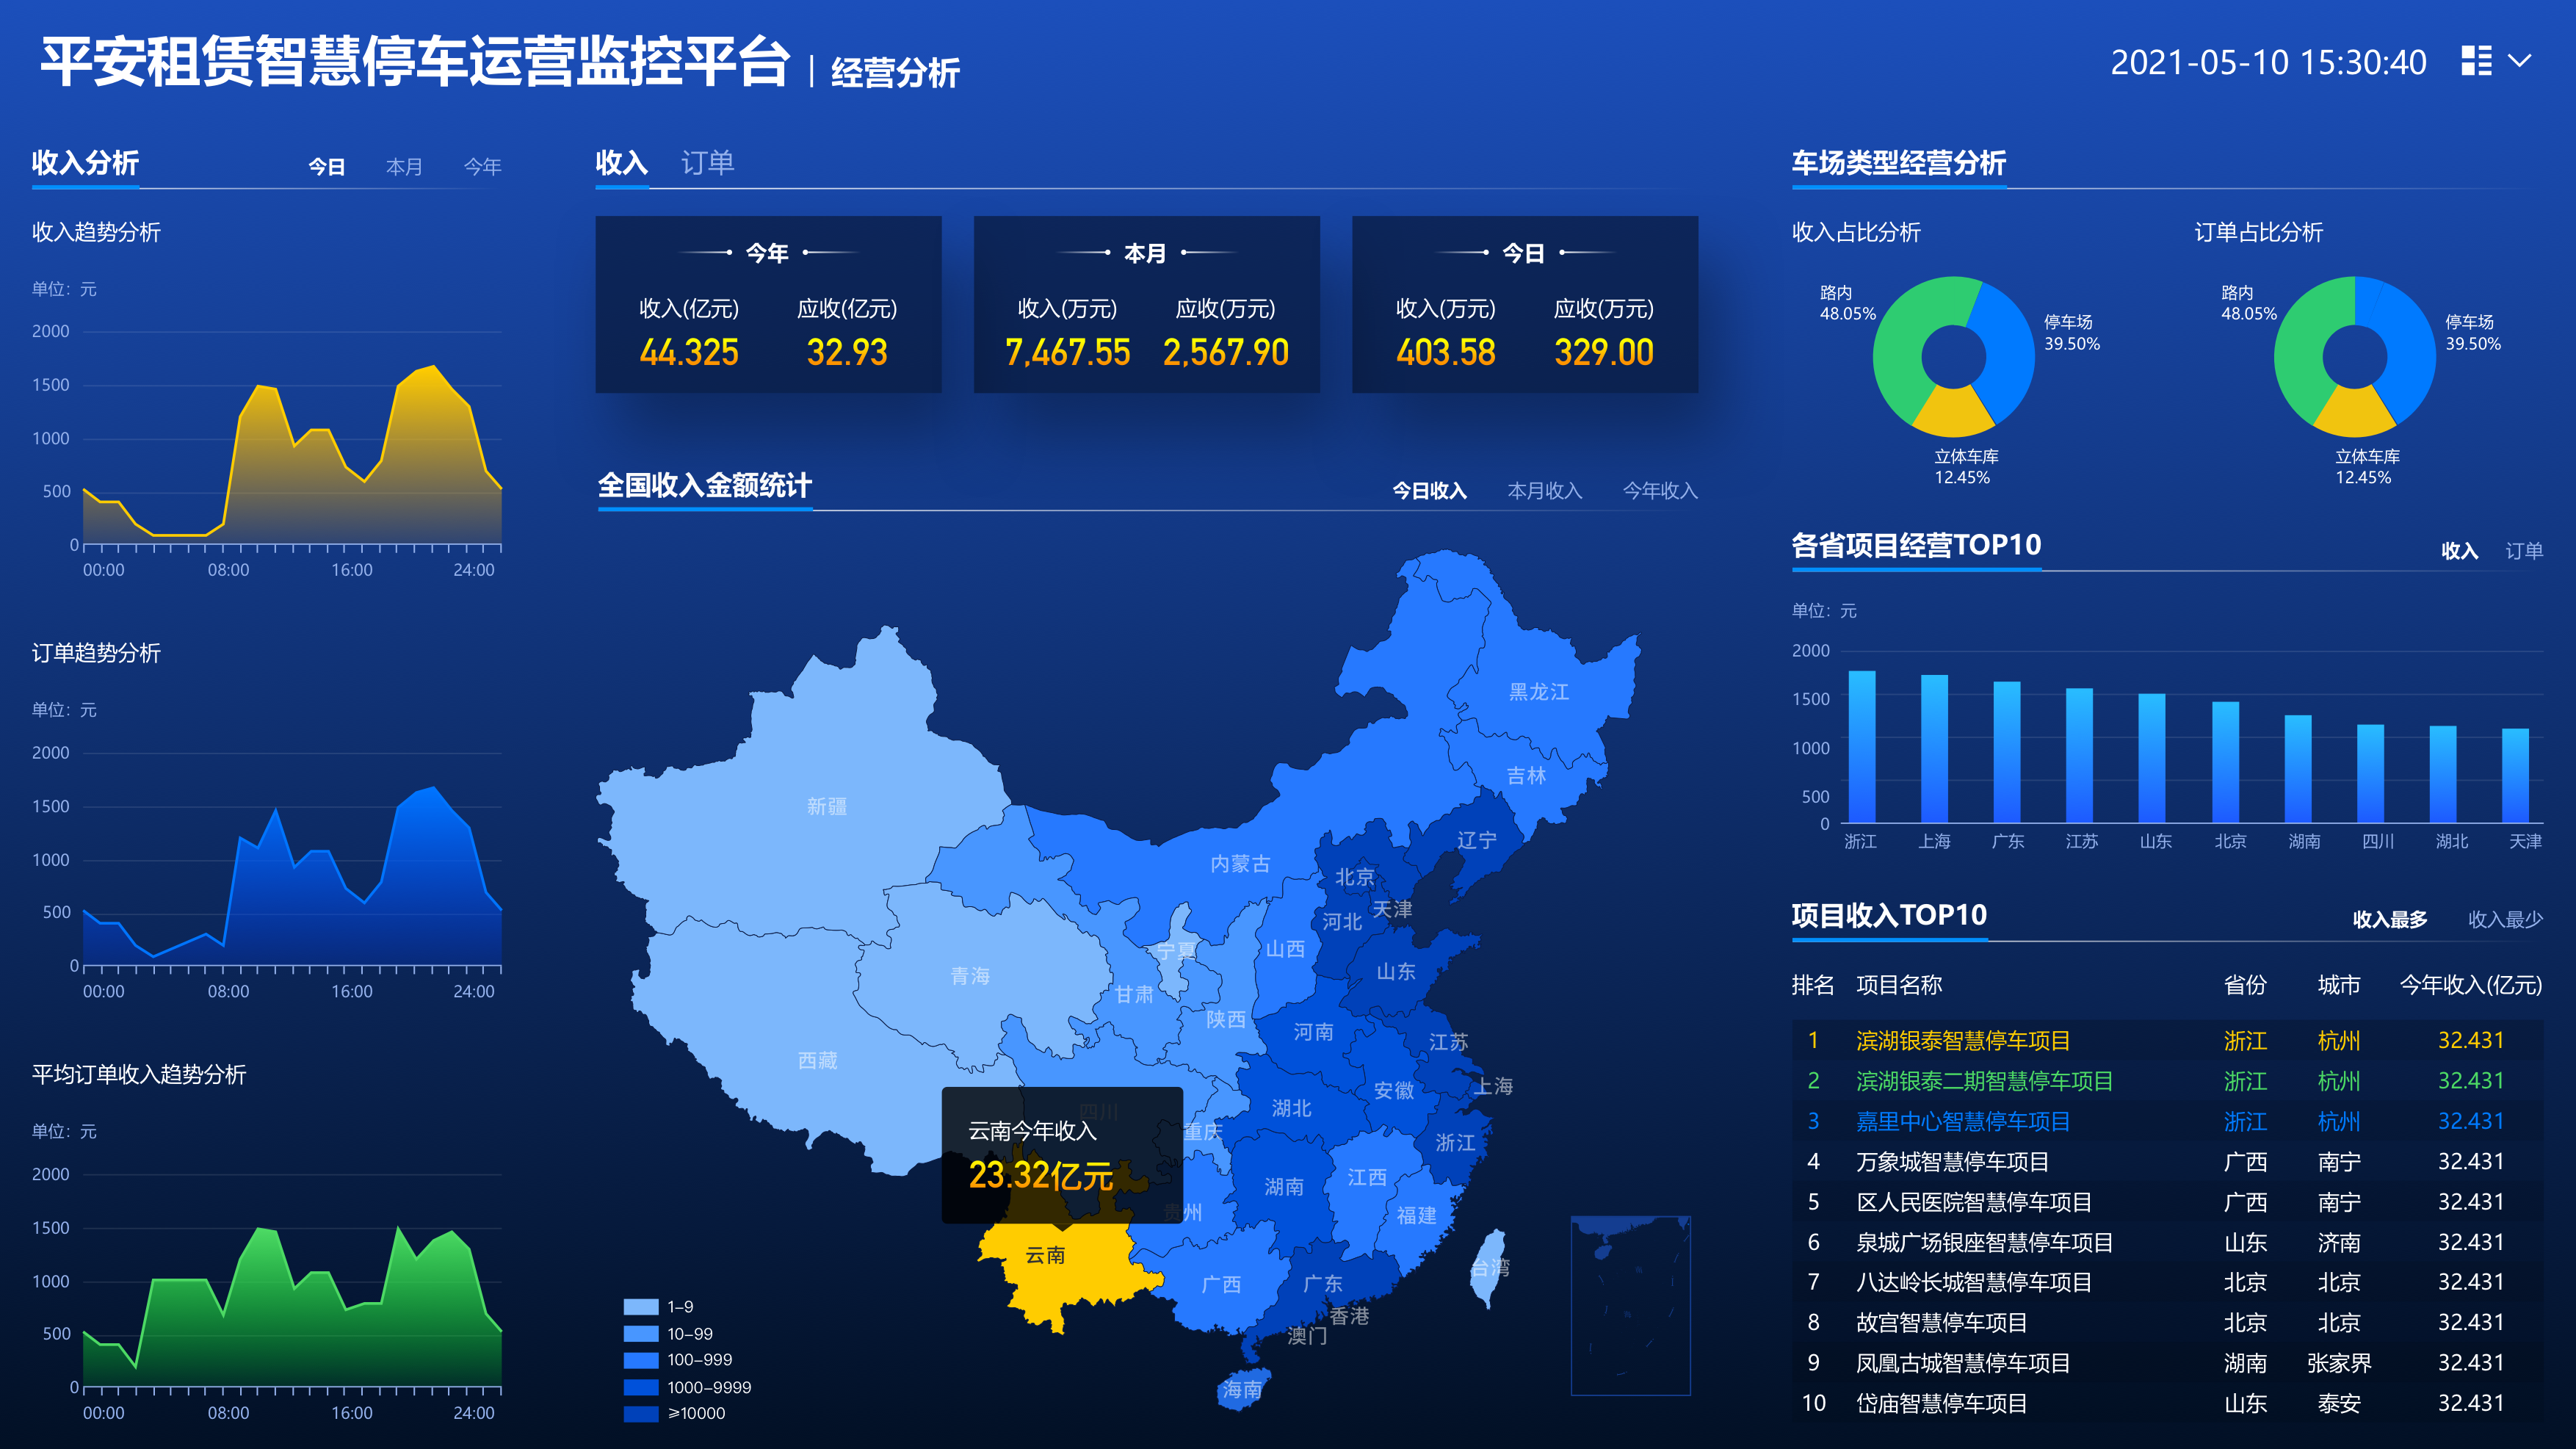 平安租赁智慧停车运营监控平台 | 经营分析
2021-05-10 15:30:40
收入分析 今日 本月 今年
收入趋势分析
单位：元
2000
1500
1000
500
0
00:00 08:00 16:00 24:00
订单趋势分析
单位：元
2000
1500
1000
500
0
00:00 08:00 16:00 24:00
平均订单收入趋势分析
单位：元
2000
1500
1000
500
0
00:00 08:00 16:00 24:00
收入 订单
今年
收入(亿元) 应收(亿元)
44.325 32.93
本月
收入(万元) 应收(万元)
7,467.55 2,567.90
今日
收入(万元) 应收(万元)
403.58 329.00
全国收入金额统计 今日收入 本月收入 今年收入
黑龙江
吉林
新疆
辽宁
内蒙古
北京
天津
河北
宁夏
山西
青海
山东
甘肃
陕西
河南
江苏
西藏
上海
安徽
湖北
四川
重庆
浙江
云南今年收入
23.32亿元
江西
湖南
贵州
福建
云南
台湾
广西
广东
香港
澳门
海南
1–9
10–99
100–999
1000–9999
≥10000
车场类型经营分析
收入占比分析
路内
48.05%
停车场
39.50%
立体车库
12.45%
订单占比分析
路内
48.05%
停车场
39.50%
立体车库
12.45%
各省项目经营TOP10 收入 订单
单位：元
2000
1500
1000
500
0
浙江 上海 广东 江苏 山东 北京 湖南 四川 湖北 天津
项目收入TOP10 收入最多 收入最少
排名 项目名称 省份 城市 今年收入(亿元)
1 滨湖银泰智慧停车项目 浙江 杭州 32.431
2 滨湖银泰二期智慧停车项目 浙江 杭州 32.431
3 嘉里中心智慧停车项目 浙江 杭州 32.431
4 万象城智慧停车项目 广西 南宁 32.431
5 区人民医院智慧停车项目 广西 南宁 32.431
6 泉城广场银座智慧停车项目 山东 济南 32.431
7 八达岭长城智慧停车项目 北京 北京 32.431
8 故宫智慧停车项目 北京 北京 32.431
9 凤凰古城智慧停车项目 湖南 张家界 32.431
10 岱庙智慧停车项目 山东 泰安 32.431